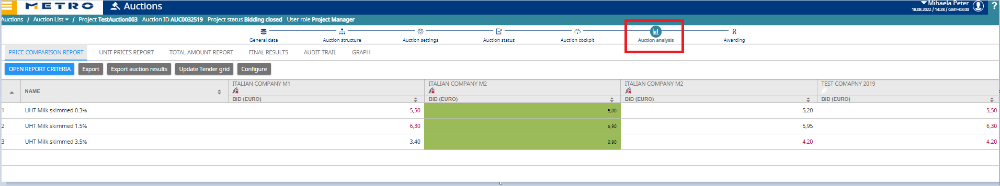 METRO Auctions Mihaela Peter
18.08.2022 / 14:28 / GMT+03:00 ?
Auctions / Auction List / Project TestAuction003 Auction ID AUC0032519 Project status Bidding closed User role Project Manager
General data Auction structure Auction settings Auction status Auction cockpit Auction analysis Awarding
PRICE COMPARISON REPORT UNIT PRICES REPORT TOTAL AMOUNT REPORT FINAL RESULTS AUDIT TRAIL GRAPH
OPEN REPORT CRITERIA Export Export auction results Update Tender grid Configure
NAME ITALIAN COMPANY M1 ITALIAN COMPANY M2 ITALIAN COMPANY M2 TEST COMAPNY 2019
BID (EURO) BID (EURO) BID (EURO) BID (EURO)
1 UHT Milk skimmed 0.3% 5,50 5,00 5,20 5,50
2 UHT Milk skimmed 1.5% 6,30 5,90 5,95 6,30
3 UHT Milk skimmed 3.5% 3,40 0,90 4,20 4,20